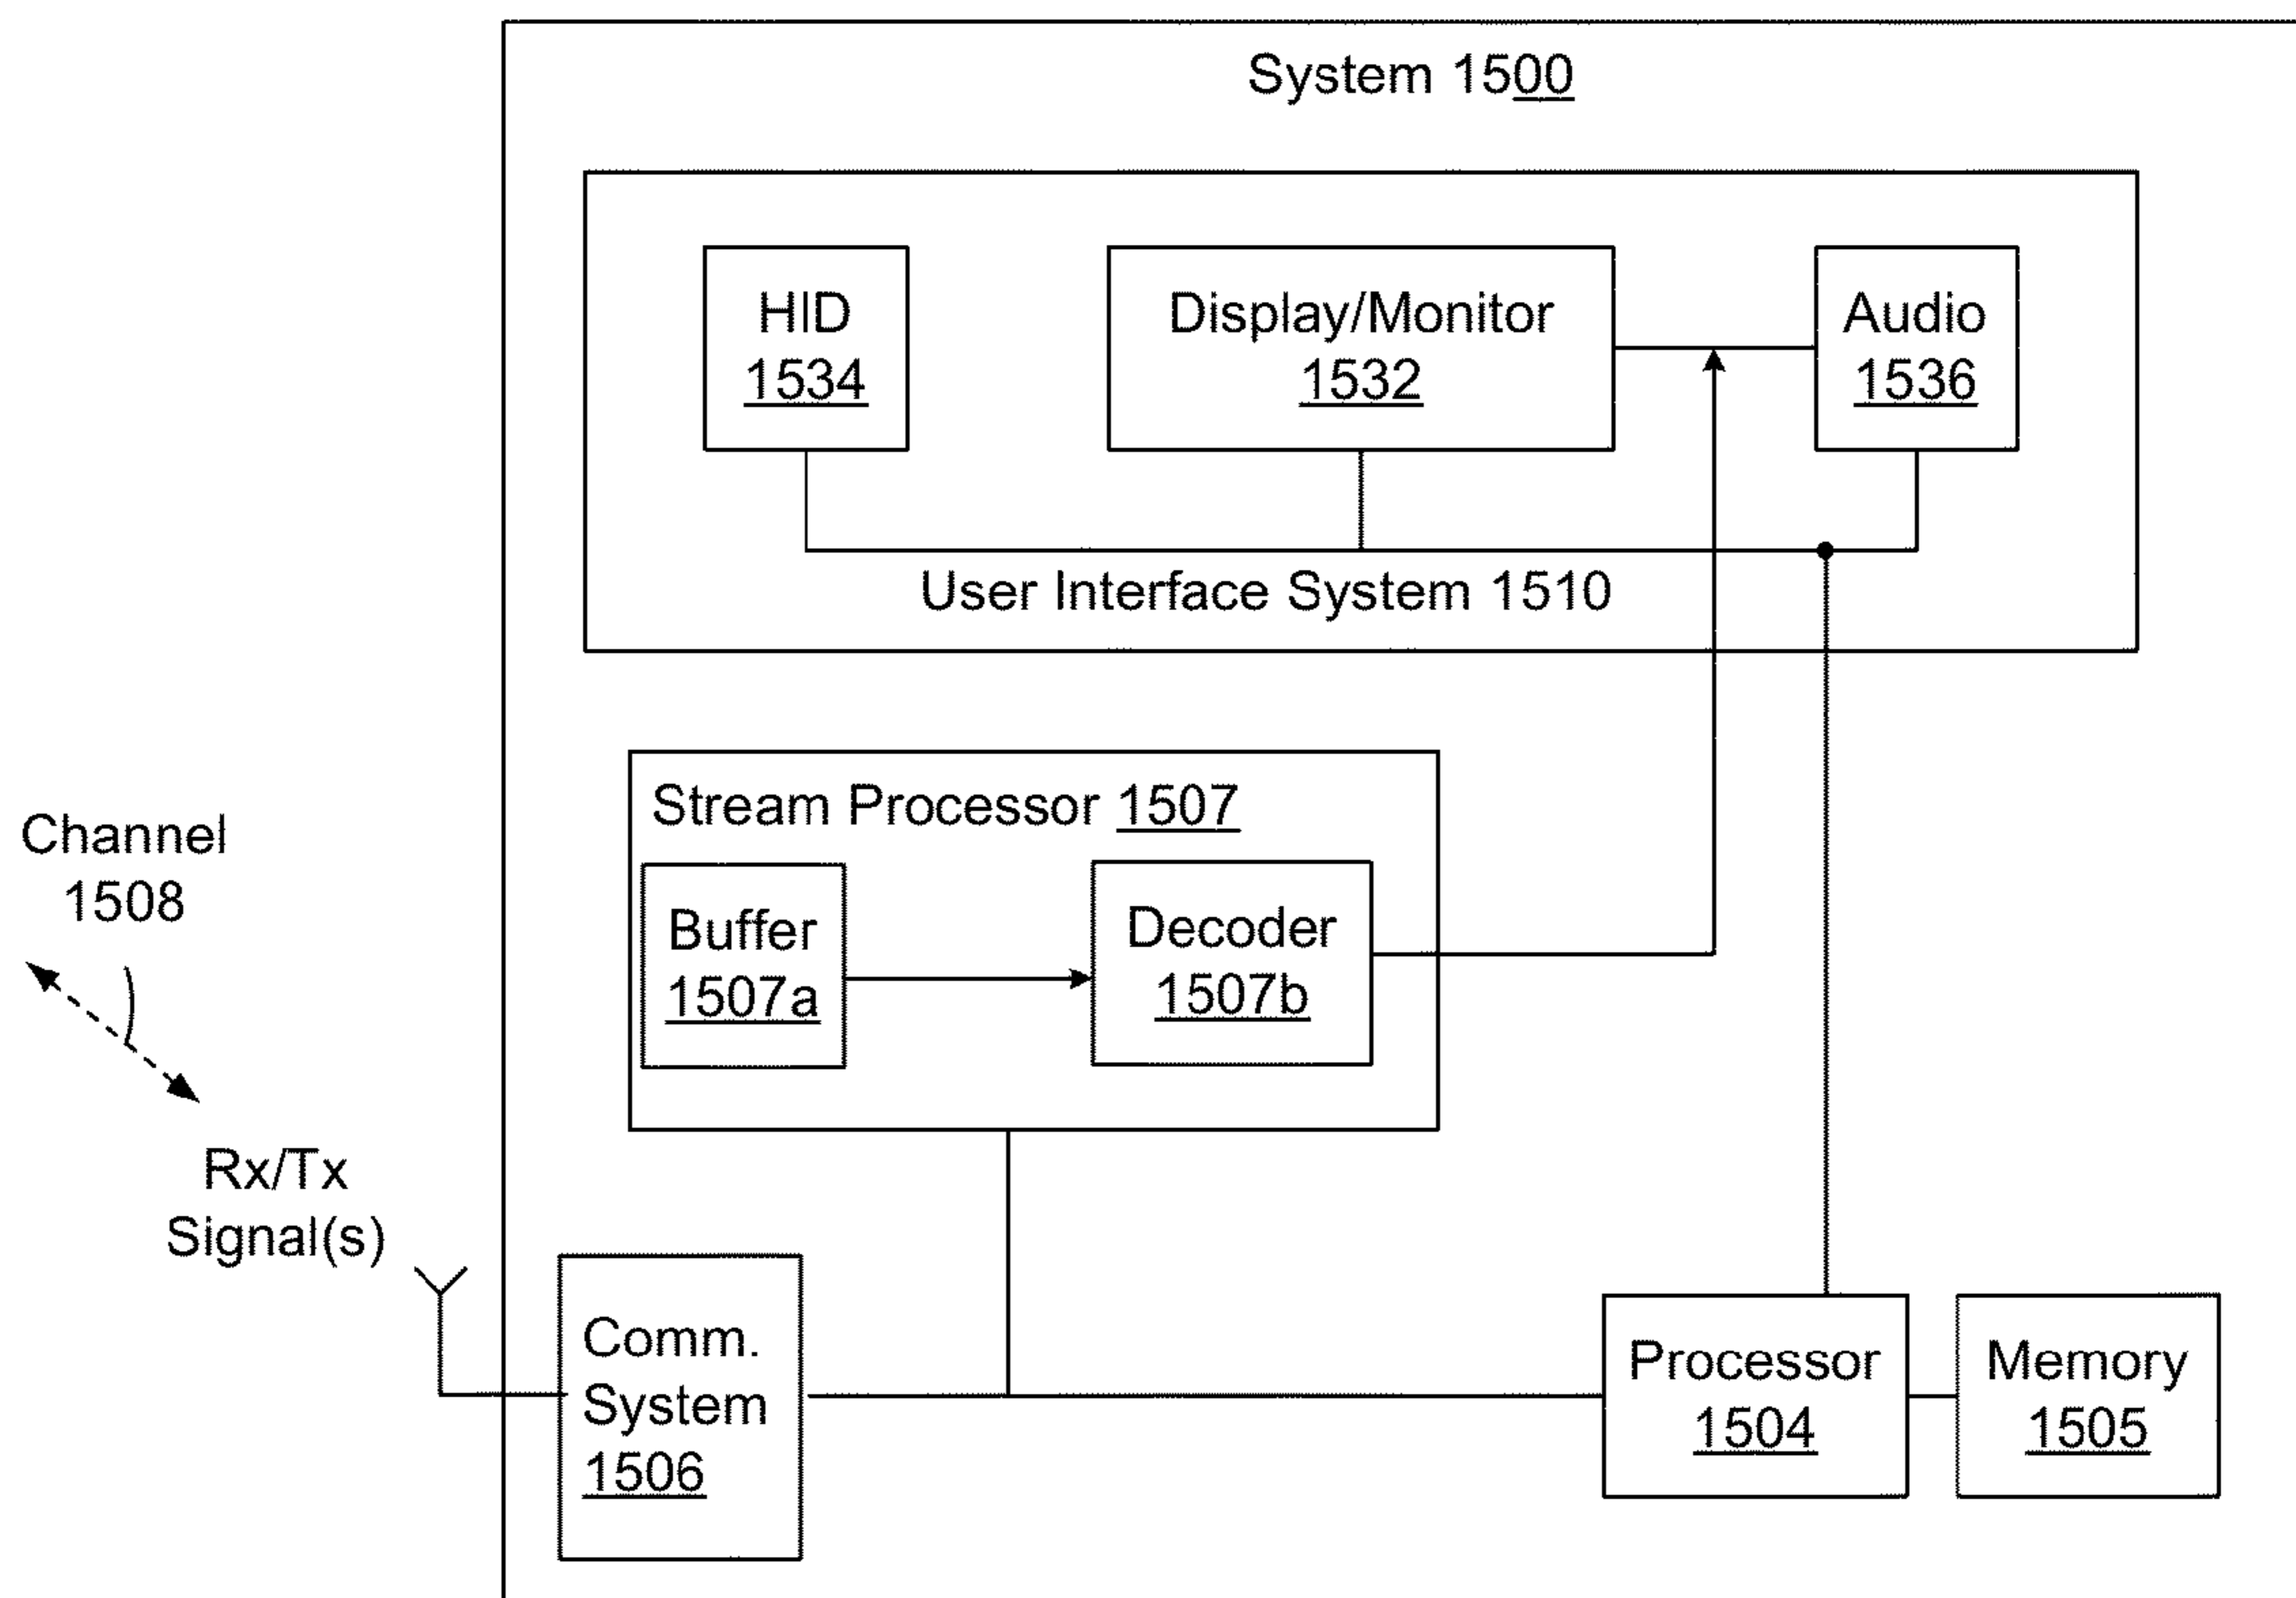 System 1500
HID
1534
Display/Monitor
1532
Audio
1536
User Interface System 1510
Stream Processor 1507
Buffer
1507a
Decoder
1507b
Channel
1508
Rx/Tx
Signal(s)
Comm.
System
1506
Processor
1504
Memory
1505